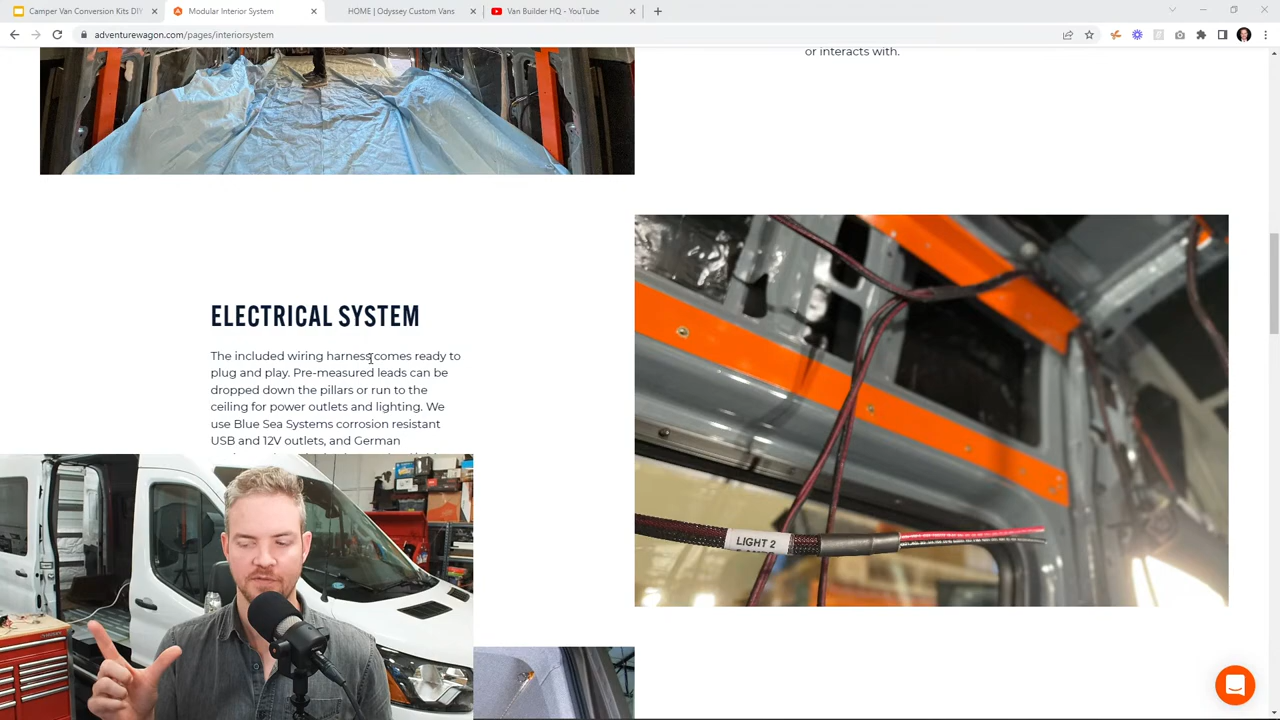 Camper Van Conversion Kits DIY
Modular Interior System
HOME | Odyssey Custom Vans
Van Builder HQ - YouTube
adventurewagon.com/pages/interiorsystem
or interacts with.
ELECTRICAL SYSTEM
The included wiring harness comes ready to
plug and play. Pre-measured leads can be
dropped down the pillars or run to the
ceiling for power outlets and lighting. We
use Blue Sea Systems corrosion resistant
USB and 12V outlets, and German
LIGHT 2